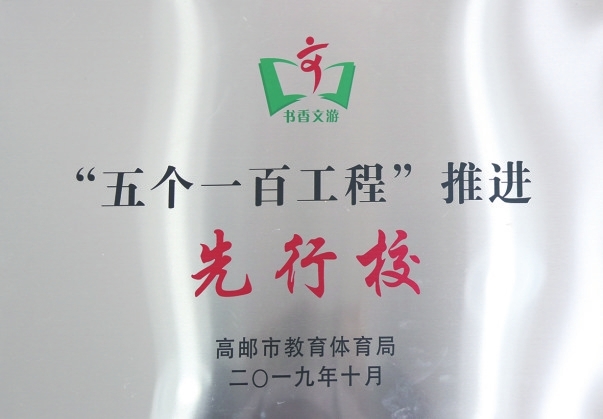 书香文游
“五个一百工程”推进
先行校
高邮市教育体育局
二〇一九年十月